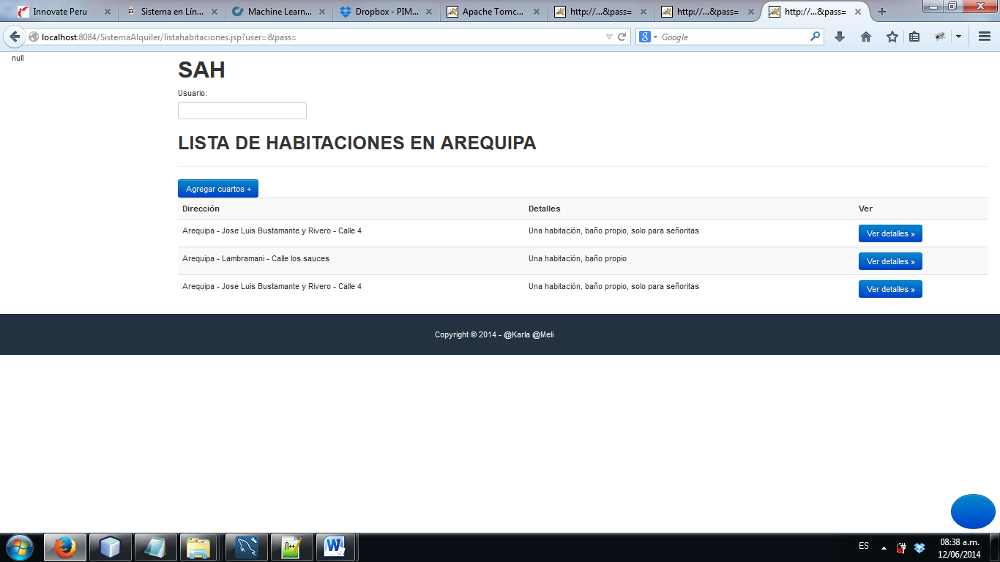 Innovate Peru
Sistema en Lín...
Machine Learn...
Dropbox - PIM...
Apache Tomc...
http://...&pass=
http://...&pass=
http://...&pass=
localhost:8084/SistemaAlquiler/listahabitaciones.jsp?user=&pass=
8 Google
null
SAH
Usuario:
LISTA DE HABITACIONES EN AREQUIPA
Agregar cuartos +
Dirección Detalles Ver
Arequipa - Jose Luis Bustamante y Rivero - Calle 4 Una habitación, baño propio, solo para señoritas Ver detalles »
Arequipa - Lambramani - Calle los sauces Una habitación, baño propio Ver detalles »
Arequipa - Jose Luis Bustamante y Rivero - Calle 4 Una habitación, baño propio, solo para señoritas Ver detalles »
Copyright © 2014 - @Karla @Meli
ES
08:38 a.m.
12/06/2014